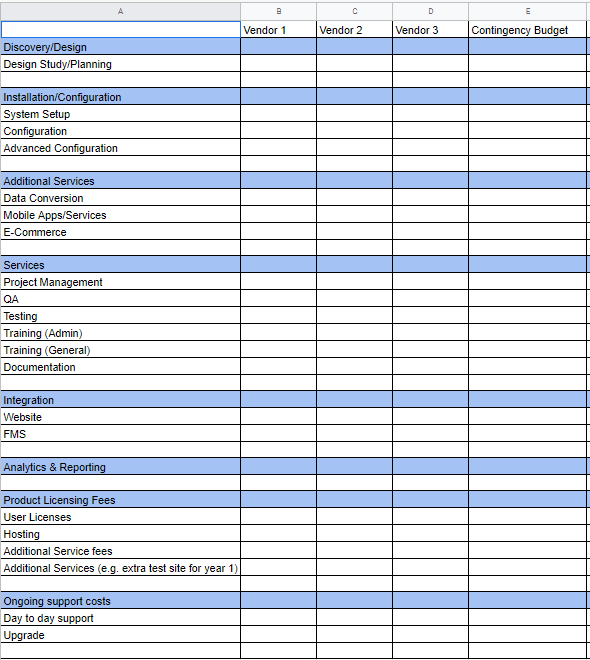 A B C D E
Vendor 1 Vendor 2 Vendor 3 Contingency Budget
Discovery/Design
Design Study/Planning
Installation/Configuration
System Setup
Configuration
Advanced Configuration
Additional Services
Data Conversion
Mobile Apps/Services
E-Commerce
Services
Project Management
QA
Testing
Training (Admin)
Training (General)
Documentation
Integration
Website
FMS
Analytics & Reporting
Product Licensing Fees
User Licenses
Hosting
Additional Service fees
Additional Services (e.g. extra test site for year 1)
Ongoing support costs
Day to day support
Upgrade